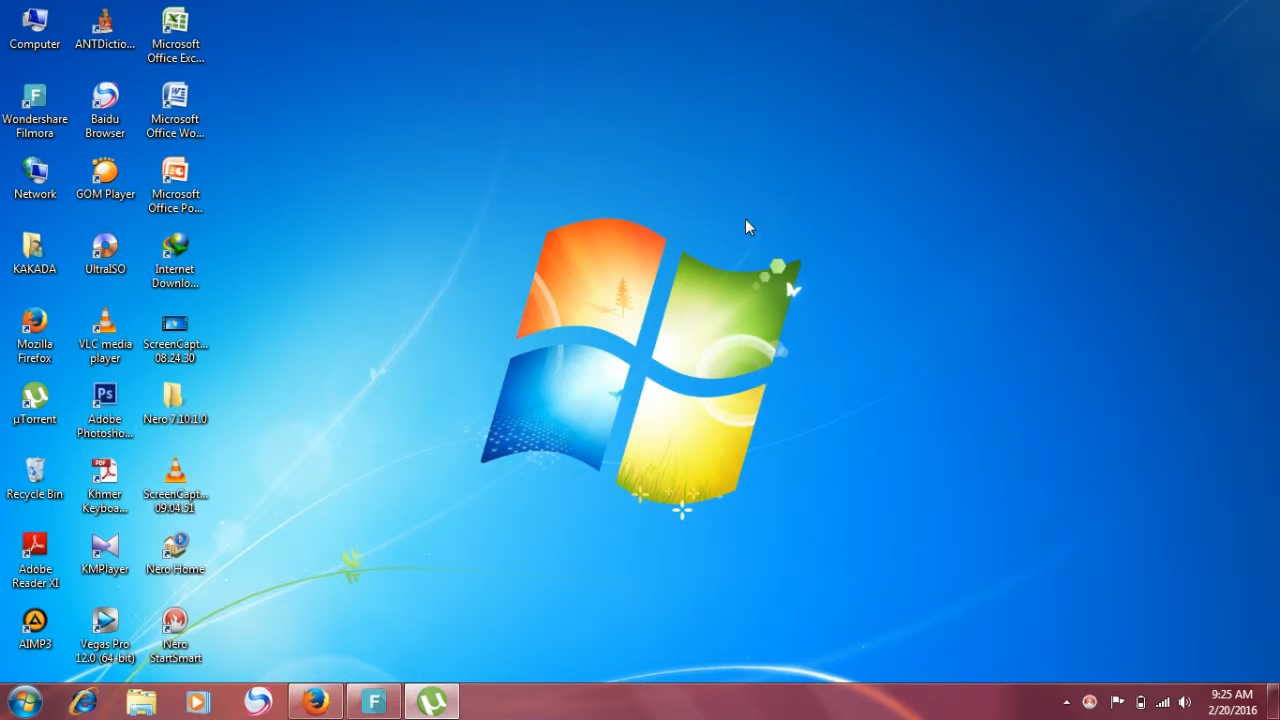 Computer
ANTDictio...
Microsoft
Office Exc...
Wondershare
Filmora
Baidu
Browser
Microsoft
Office Wo...
Network
GOM Player
Microsoft
Office Po...
KAKADA
UltraISO
Internet
Downlo...
Mozilla
Firefox
VLC media
player
ScreenCapt...
08.24.30
µTorrent
Adobe
Photosho...
Nero 7.10.1.0
Recycle Bin
Khmer
Keyboa...
ScreenCapt...
09.04.51
Adobe
Reader XI
KMPlayer
Nero Home
AIMP3
Vegas Pro
12.0 (64-bit)
Nero
StartSmart
9:25 AM
2/20/2016